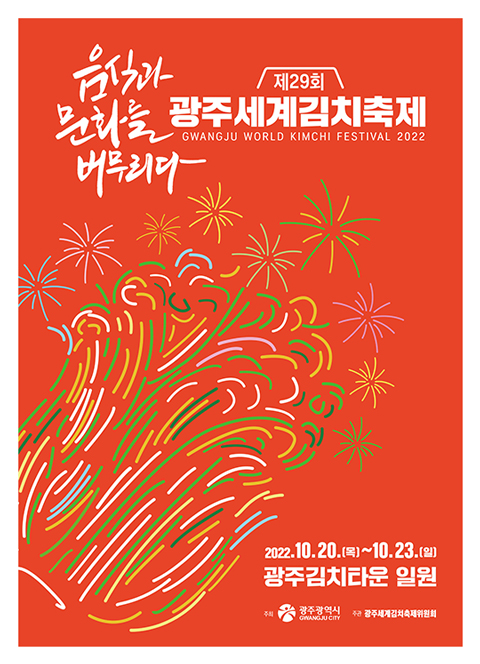 음식과
문화를
버무리다
제29회
광주세계김치축제
GWANGJU WORLD KIMCHI FESTIVAL 2022
2022.10.20.(목)~10.23.(일)
광주김치타운 일원
주최 광주광역시 GWANGJU CITY 주관 광주세계김치축제위원회